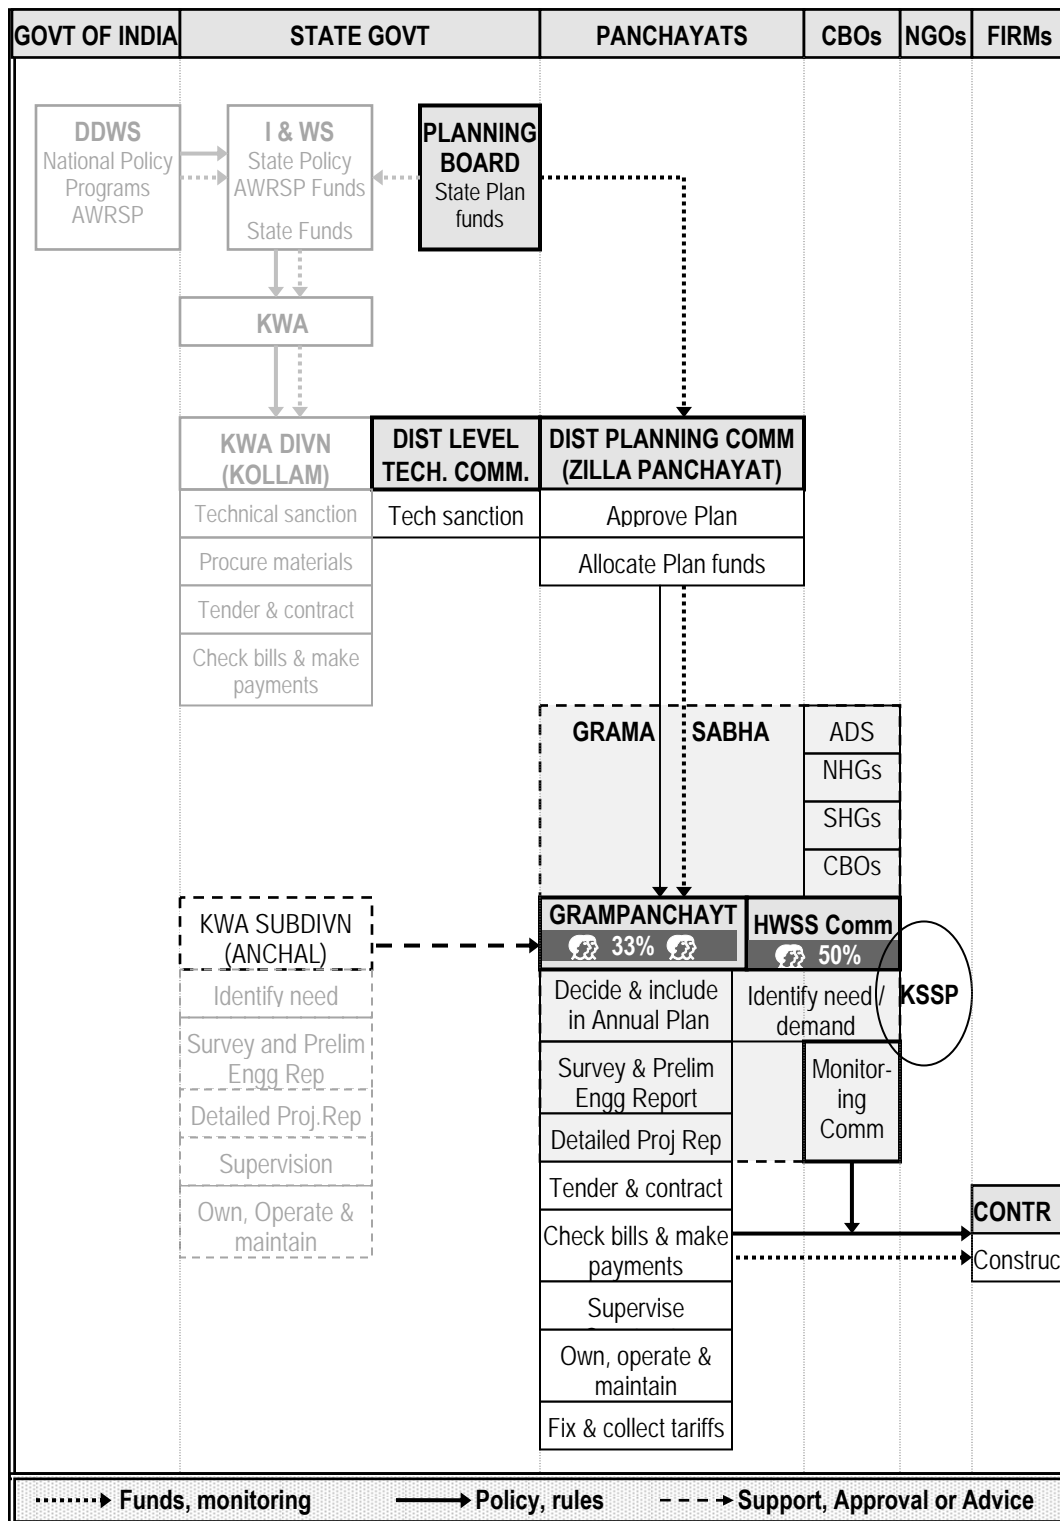 GOVT OF INDIA STATE GOVT PANCHAYATS CBOs NGOs FIRMs
DDWS
National Policy
Programs
AWRSP
I & WS
State Policy
AWRSP Funds
State Funds
PLANNING
BOARD
State Plan
funds
KWA
KWA DIVN
(KOLLAM)
Technical sanction
Procure materials
Tender & contract
Check bills & make
payments
DIST LEVEL
TECH. COMM.
Tech sanction
DIST PLANNING COMM
(ZILLA PANCHAYAT)
Approve Plan
Allocate Plan funds
GRAMA SABHA
ADS
NHGs
SHGs
CBOs
KWA SUBDIVN
(ANCHAL)
Identify need
Survey and Prelim
Engg Rep
Detailed Proj.Rep
Supervision
Own, Operate &
maintain
GRAMPANCHAYT
33%
HWSS Comm
50%
Decide & include
in Annual Plan
Identify need /
demand
KSSP
Survey & Prelim
Engg Report
Monitor-
ing
Comm
Detailed Proj Rep
Tender & contract
Check bills & make
payments
Supervise
Own, operate &
maintain
Fix & collect tariffs
CONTR
Construc
Funds, monitoring Policy, rules Support, Approval or Advice